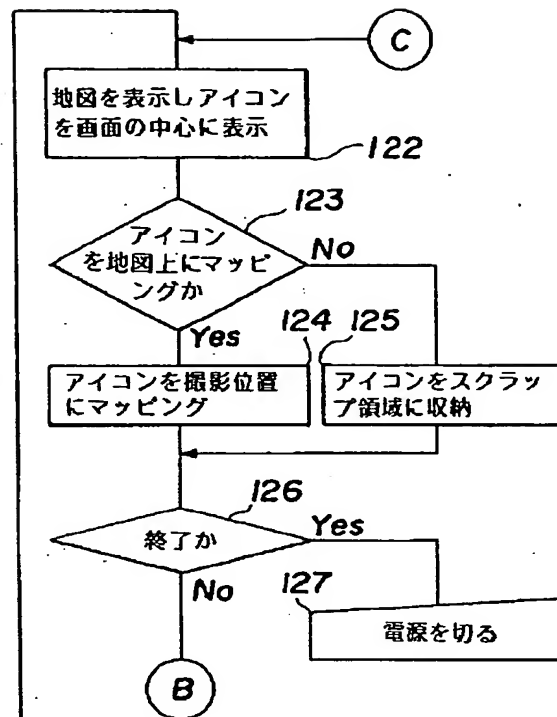 C
地図を表示しアイコン
を画面の中心に表示
122
123
アイコン
を地図上にマッピ
ングか
No
Yes
124
125
アイコンを撮影位置
にマッピング
アイコンをスクラッ
プ領域に収納
126
終了か
Yes
No
127
電源を切る
B